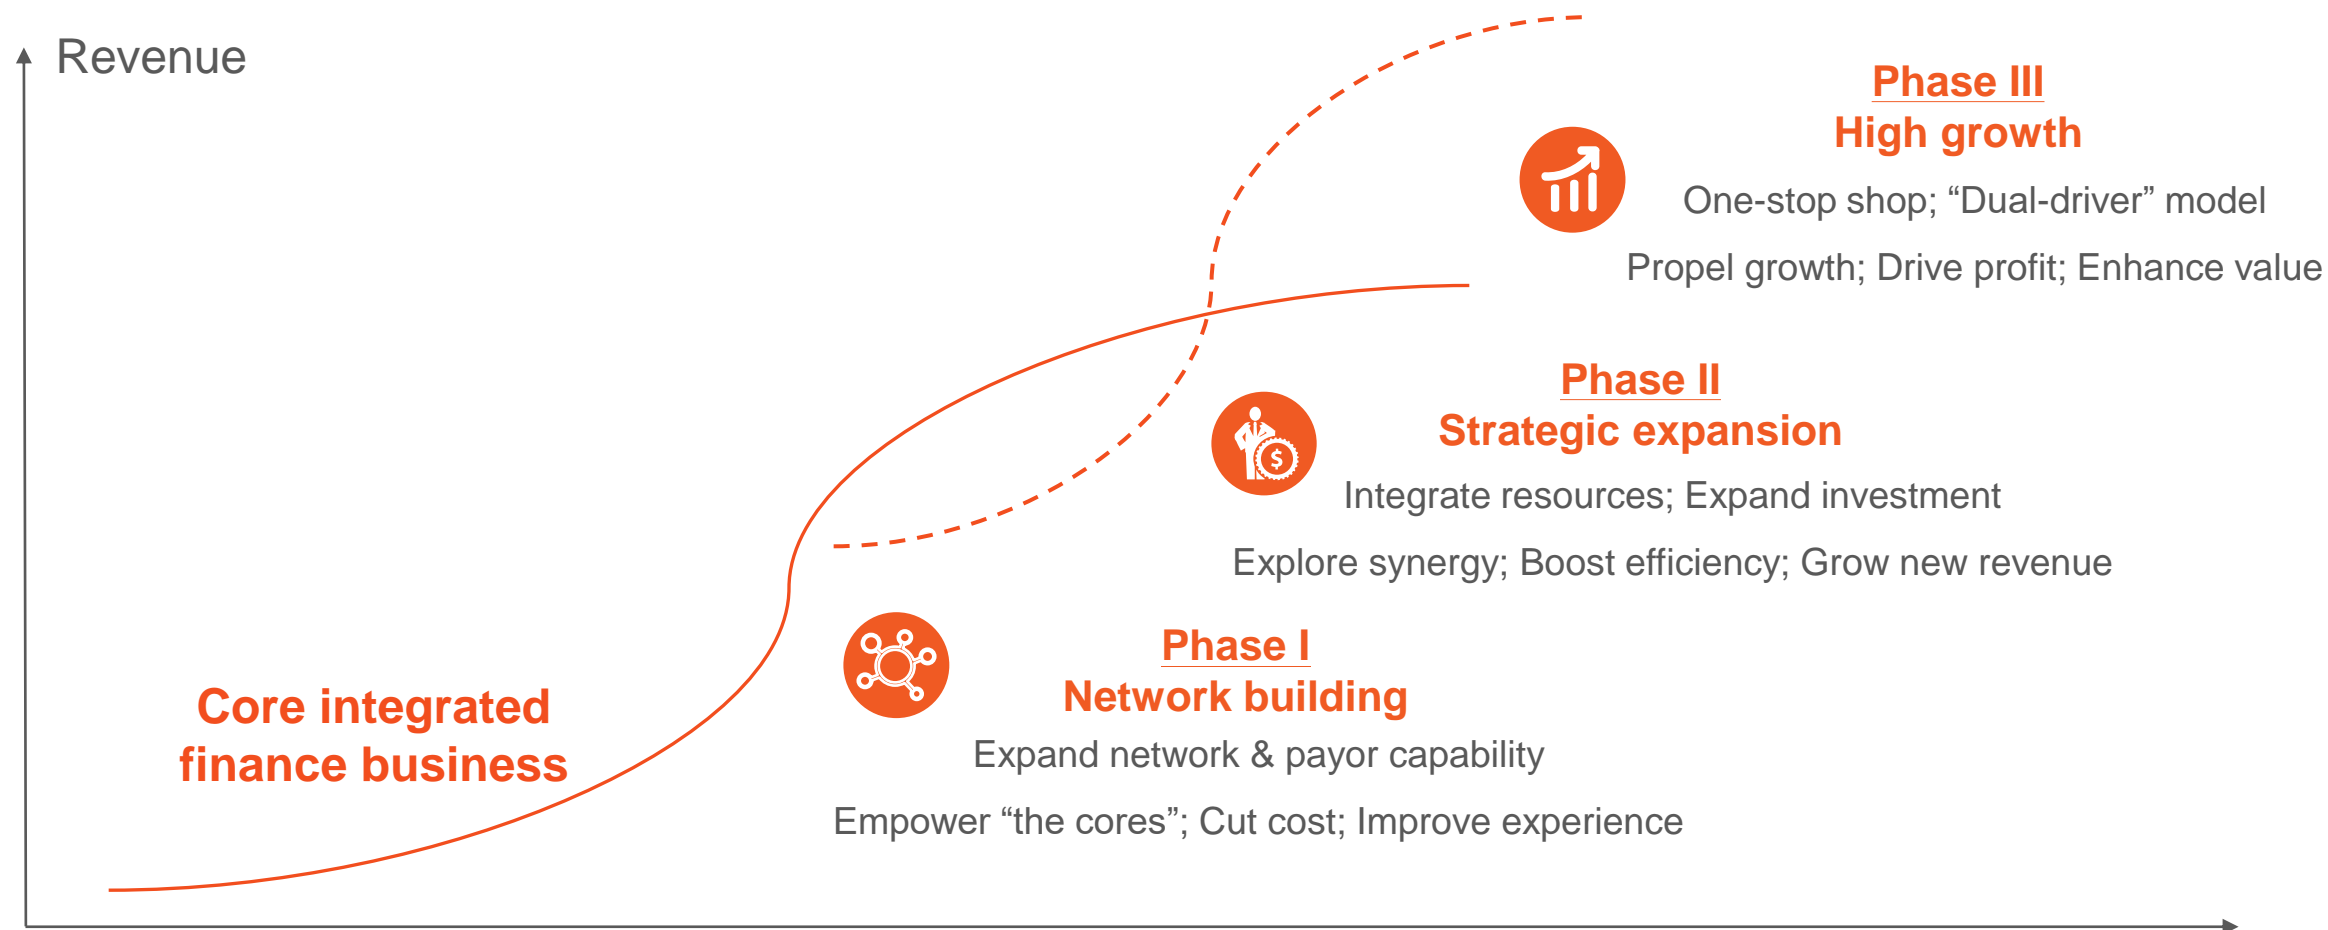 Revenue
Phase III
High growth
One-stop shop; “Dual-driver” model
Propel growth; Drive profit; Enhance value
Phase II
Strategic expansion
$
Integrate resources; Expand investment
Explore synergy; Boost efficiency; Grow new revenue
Phase I
Network building
Expand network & payor capability
Empower “the cores”; Cut cost; Improve experience
Core integrated
finance business